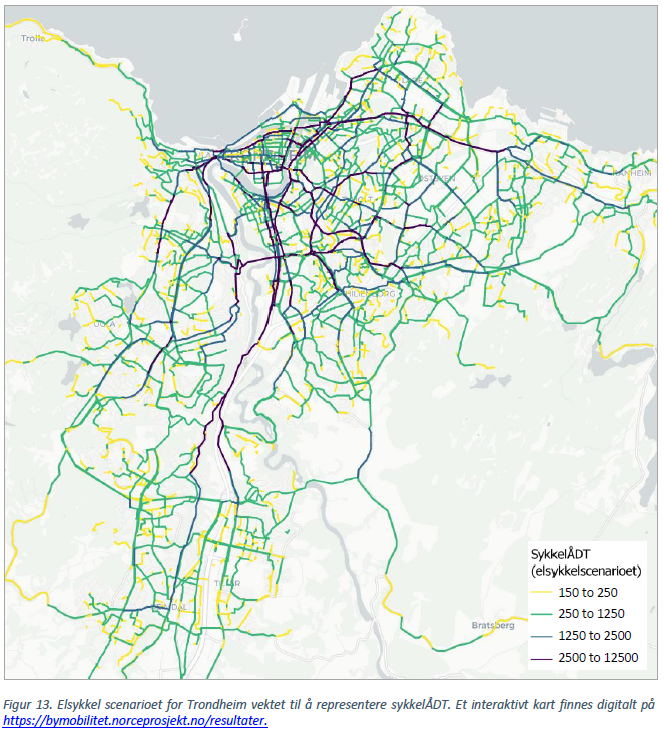 Trolla
RANHEIM
Bratsberg
SykkelÅDT
(elsykkelscenarioet)
150 to 250
250 to 1250
1250 to 2500
2500 to 12500
Figur 13. Elsykkel scenarioet for Trondheim vektet til å representere sykkelÅDT. Et interaktivt kart finnes digitalt på
https://bymobilitet.norceprosjekt.no/resultater.